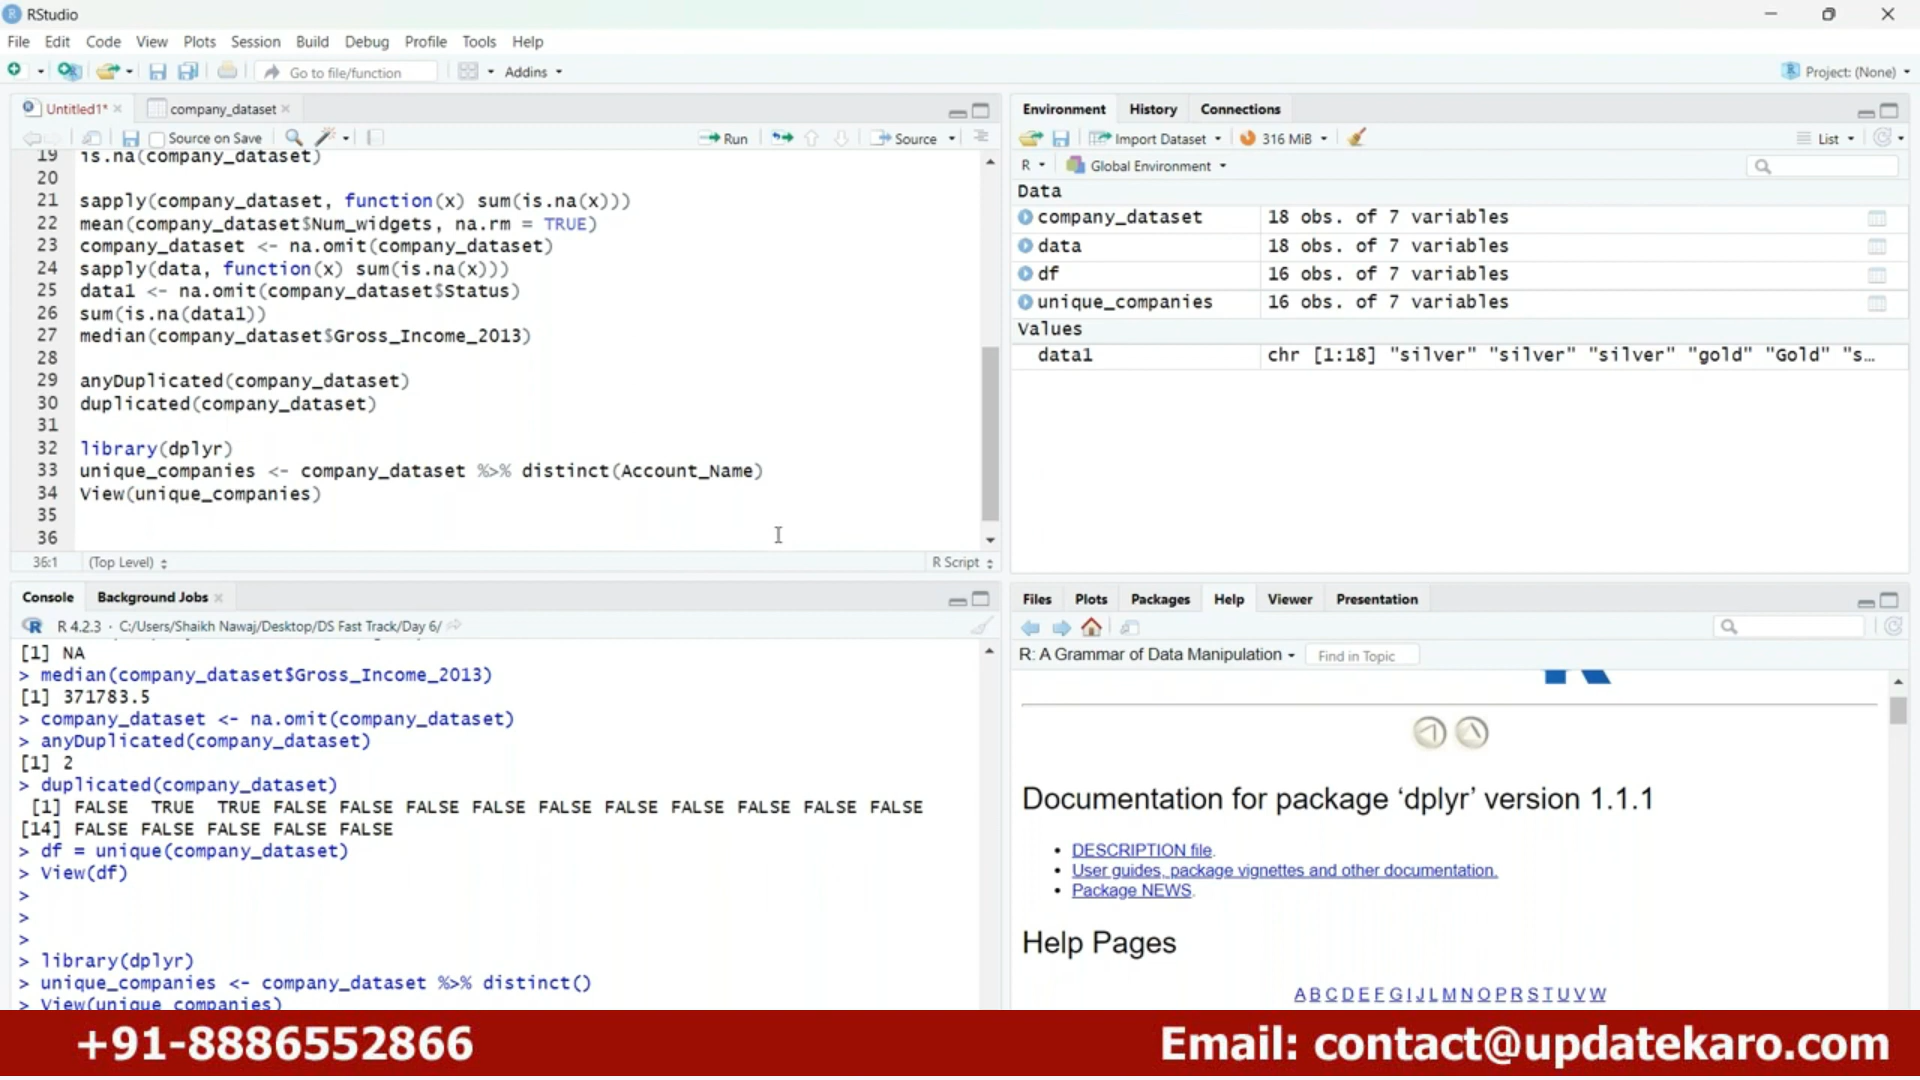 RStudio
File Edit Code View Plots Session Build Debug Profile Tools Help
Go to file/function Addins Project: (None)
Untitled1* company_dataset
Source on Save Run Source
19 is.na(company_dataset)
20
21 sapply(company_dataset, function(x) sum(is.na(x)))
22 mean(company_dataset$Num_widgets, na.rm = TRUE)
23 company_dataset <- na.omit(company_dataset)
24 sapply(data, function(x) sum(is.na(x)))
25 data1 <- na.omit(company_dataset$Status)
26 sum(is.na(data1))
27 median(company_dataset$Gross_Income_2013)
28
29 anyDuplicated(company_dataset)
30 duplicated(company_dataset)
31
32 library(dplyr)
33 unique_companies <- company_dataset %>% distinct(Account_Name)
34 View(unique_companies)
35
36
36:1 (Top Level) R Script
Environment History Connections
Import Dataset 316 MiB List
R Global Environment
Data
company_dataset 18 obs. of 7 variables
data 18 obs. of 7 variables
df 16 obs. of 7 variables
unique_companies 16 obs. of 7 variables
Values
data1 chr [1:18] "silver" "silver" "silver" "gold" "Gold" "s…
Console Background Jobs
R 4.2.3 · C:/Users/Shaikh Nawaj/Desktop/DS Fast Track/Day 6/
[1] NA
> median(company_dataset$Gross_Income_2013)
[1] 371783.5
> company_dataset <- na.omit(company_dataset)
> anyDuplicated(company_dataset)
[1] 2
> duplicated(company_dataset)
[1] FALSE TRUE TRUE FALSE FALSE FALSE FALSE FALSE FALSE FALSE FALSE FALSE FALSE
[14] FALSE FALSE FALSE FALSE FALSE
> df = unique(company_dataset)
> View(df)
>
>
>
> library(dplyr)
> unique_companies <- company_dataset %>% distinct()
> View(unique_companies)
Files Plots Packages Help Viewer Presentation
R: A Grammar of Data Manipulation Find in Topic
Documentation for package ‘dplyr’ version 1.1.1
• DESCRIPTION file.
• User guides, package vignettes and other documentation.
• Package NEWS.
Help Pages
A B C D E F G I J L M N O P R S T U V W
+91-8886552866 Email: contact@updatekaro.com